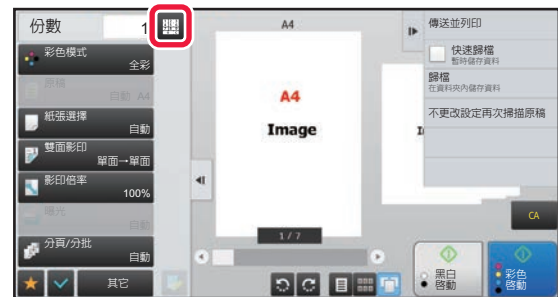 份數
1
彩色模式
全彩
原稿
自動 A4
紙張選擇
自動
雙面影印
單面→單面
影印倍率
100%
曝光
自動
分頁/分批
自動
其它
A4
A4
Image
1 / 7
傳送並列印
快速歸檔
暫時儲存資料
歸檔
在資料夾內儲存資料
不更改設定再次掃描原稿
CA
黑白
啓動
彩色
啓動